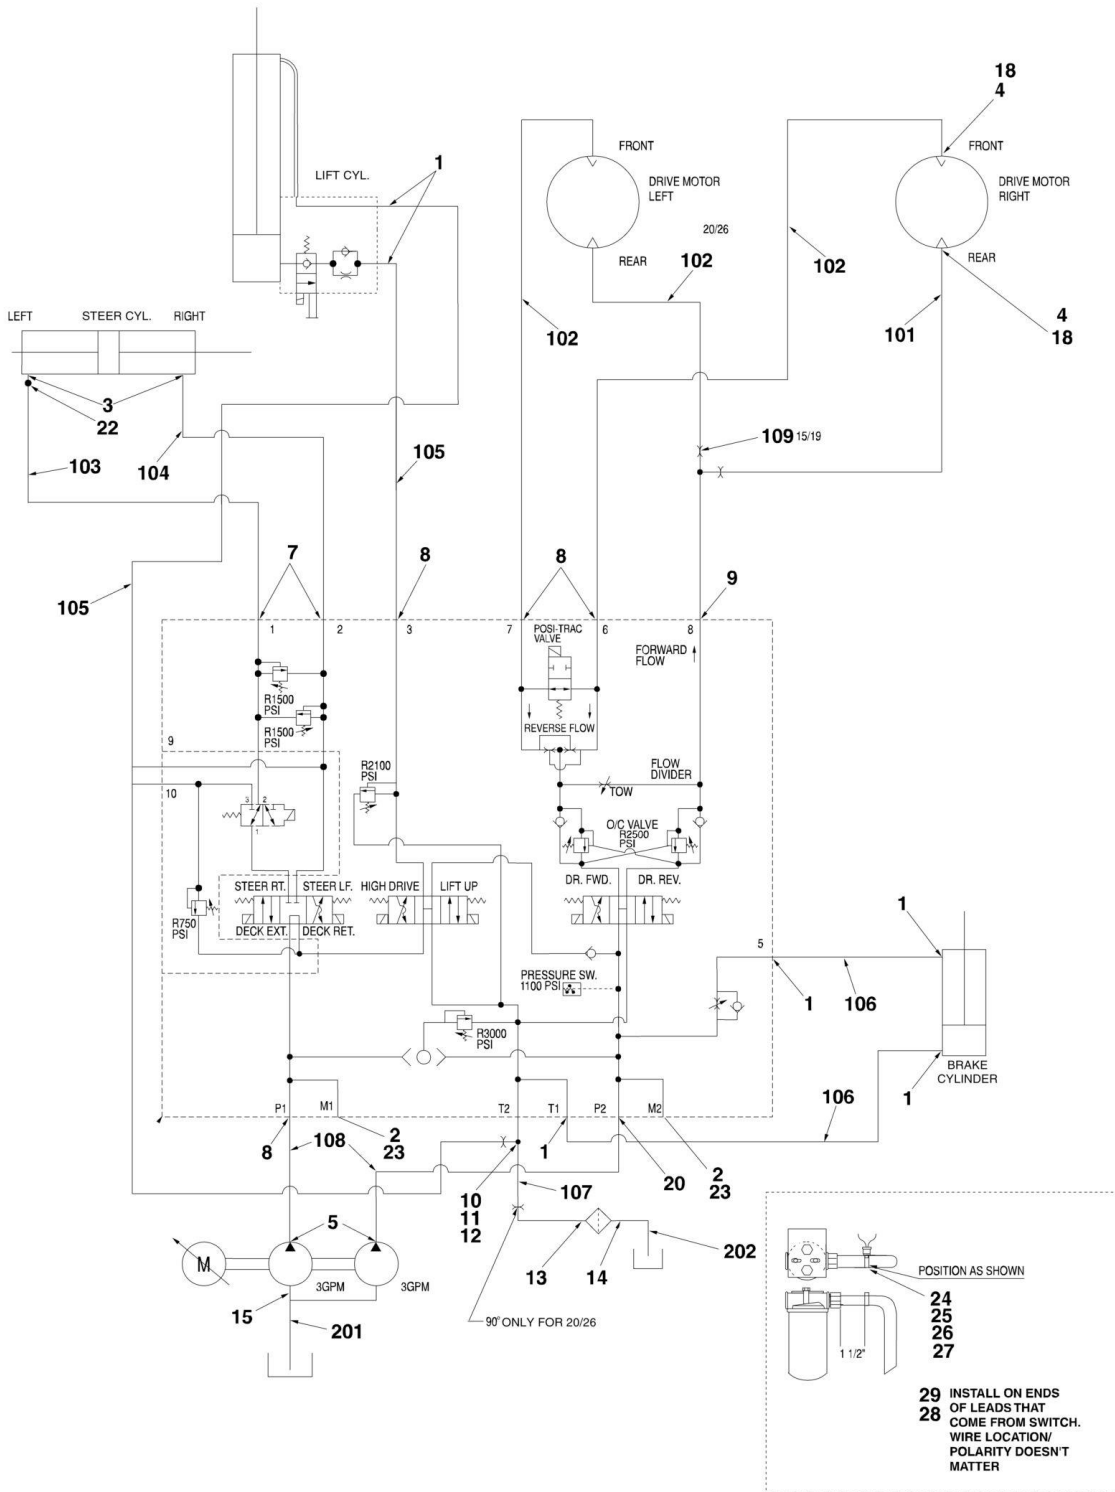 18
4
FRONT
DRIVE MOTOR
RIGHT
REAR
4
18
101
102
FRONT
DRIVE MOTOR
LEFT
20/26
REAR
102
102
1
LIFT CYL.
LEFT
STEER CYL.
RIGHT
3
22
103
104
105
109 15/19
7
8
8
9
105
1
2
3
7
POSI-TRAC
VALVE
6
8
FORWARD
FLOW
R1500
PSI
R1500
PSI
REVERSE FLOW
9
R2100
PSI
FLOW
DIVIDER
TOW
10
3
2
1
O/C VALVE
R2500
PSI
STEER RT.
STEER LF.
HIGH DRIVE
LIFT UP
DR. FWD.
DR. REV.
R750
PSI
DECK EXT.
DECK RET.
5
1
PRESSURE SW.
1100 PSI
1
106
R3000
PSI
BRAKE
CYLINDER
1
106
P1
M1
T2
T1
P2
M2
8
108
2
23
10
11
12
107
1
20
2
23
5
M
3GPM
3GPM
15
201
13
14
202
90° ONLY FOR 20/26
POSITION AS SHOWN
24
25
26
27
1 1/2"
29
28
INSTALL ON ENDS
OF LEADS THAT
COME FROM SWITCH.
WIRE LOCATION/
POLARITY DOESN'T
MATTER